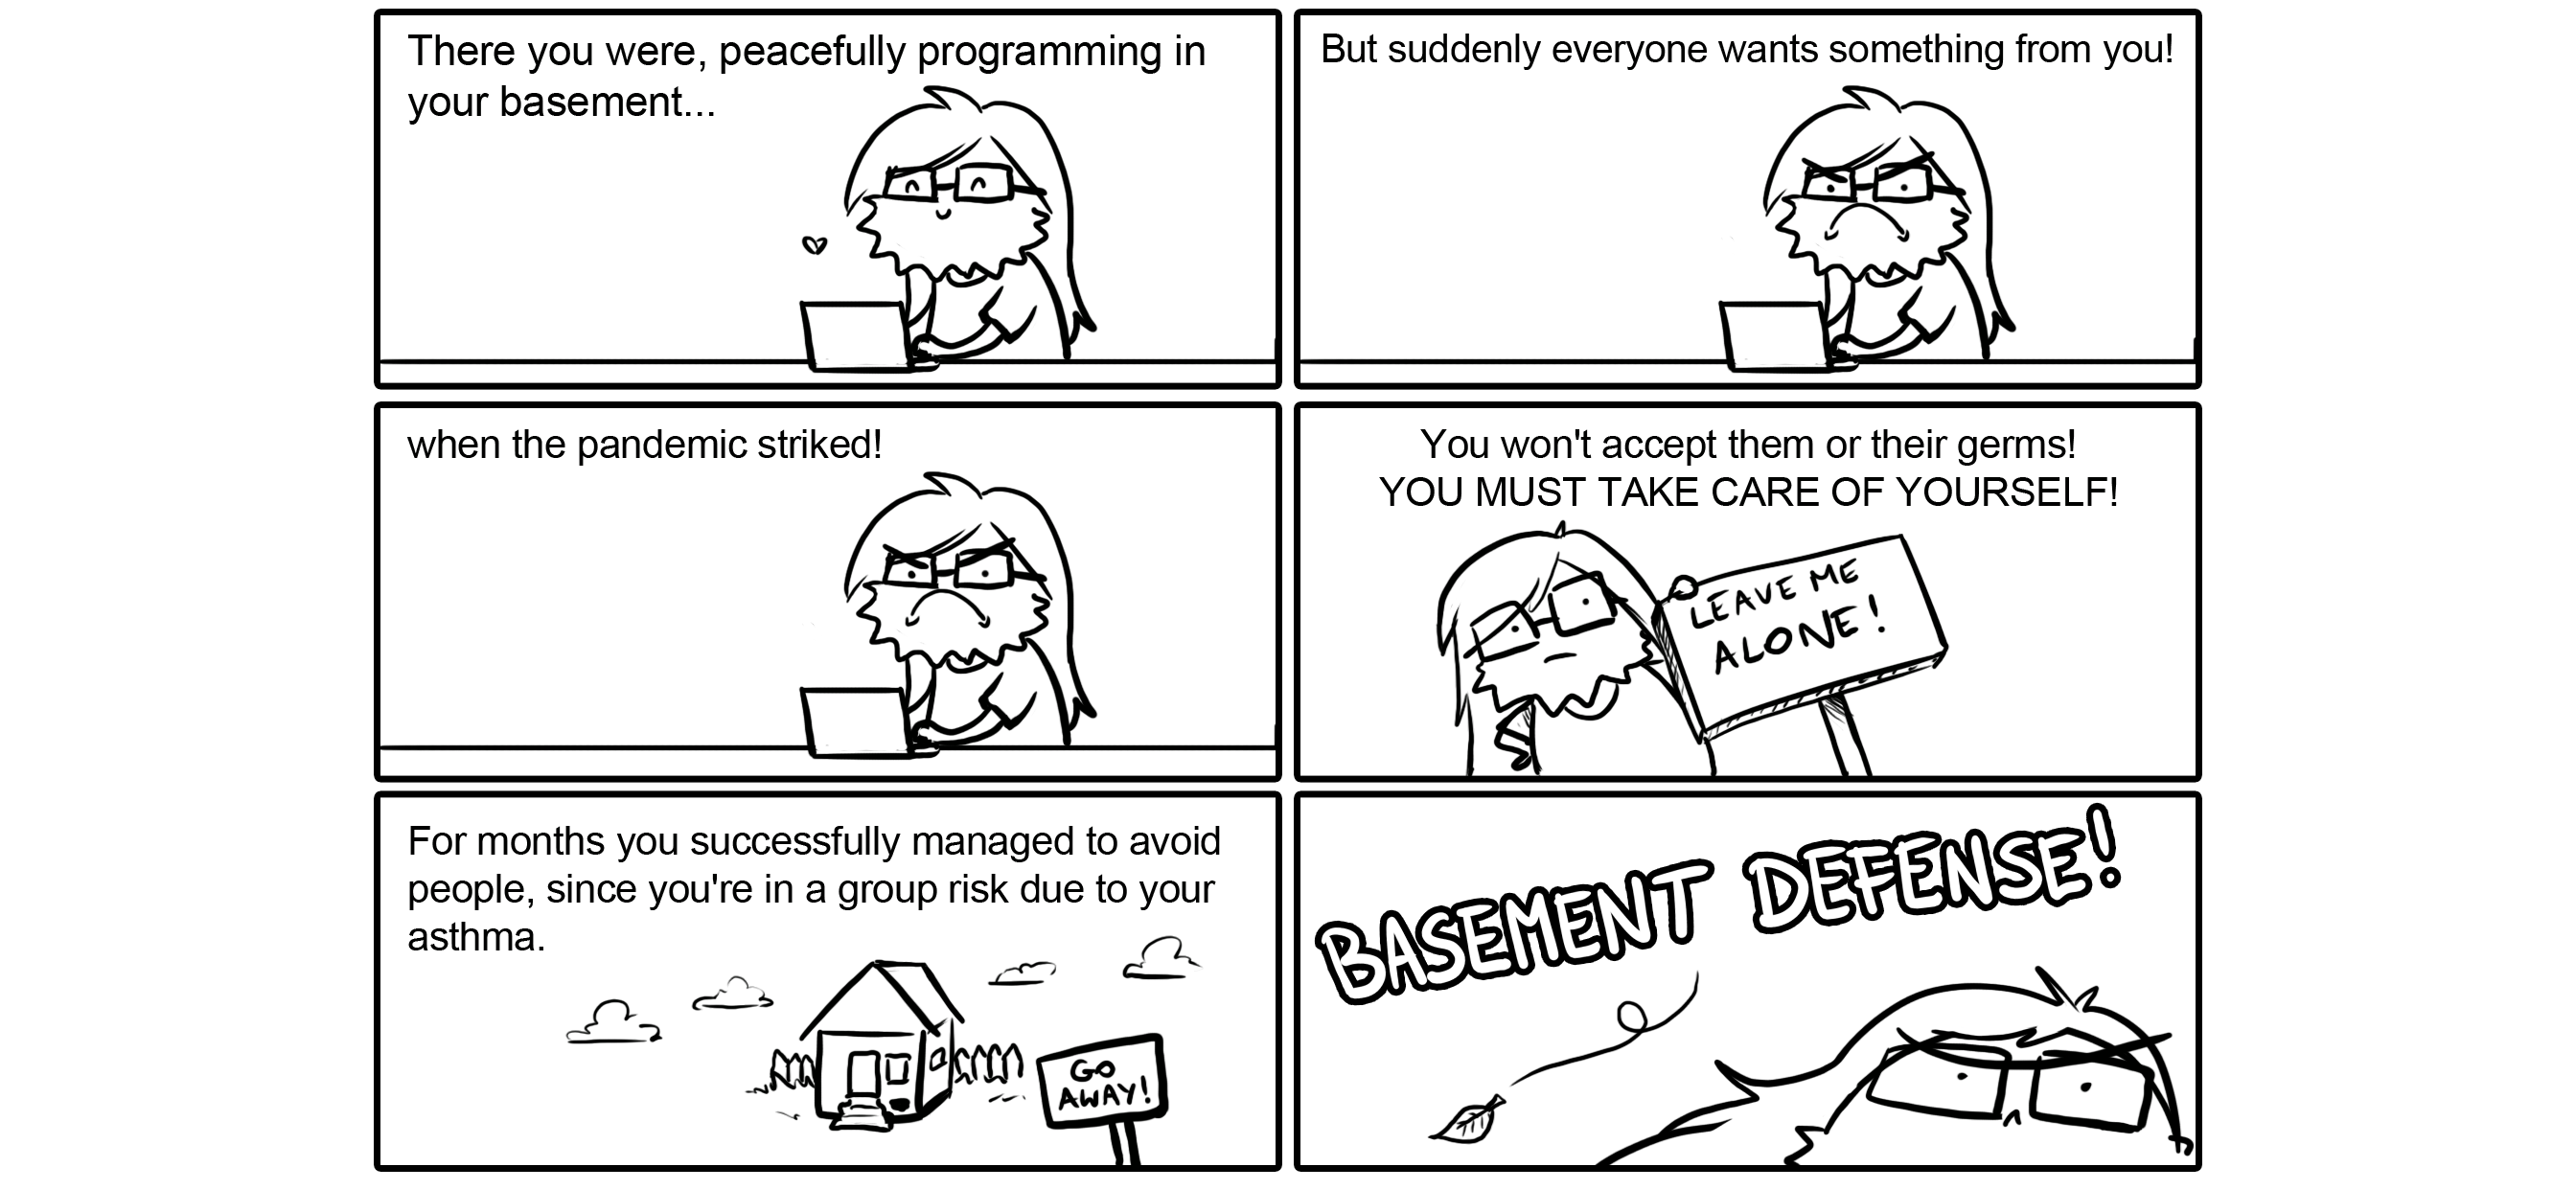 There you were, peacefully programming in
your basement...
when the pandemic striked!
For months you successfully managed to avoid
people, since you're in a group risk due to your
asthma.
GO
AWAY!
But suddenly everyone wants something from you!
You won't accept them or their germs!
YOU MUST TAKE CARE OF YOURSELF!
LEAVE ME
ALONE!
BASEMENT DEFENSE!